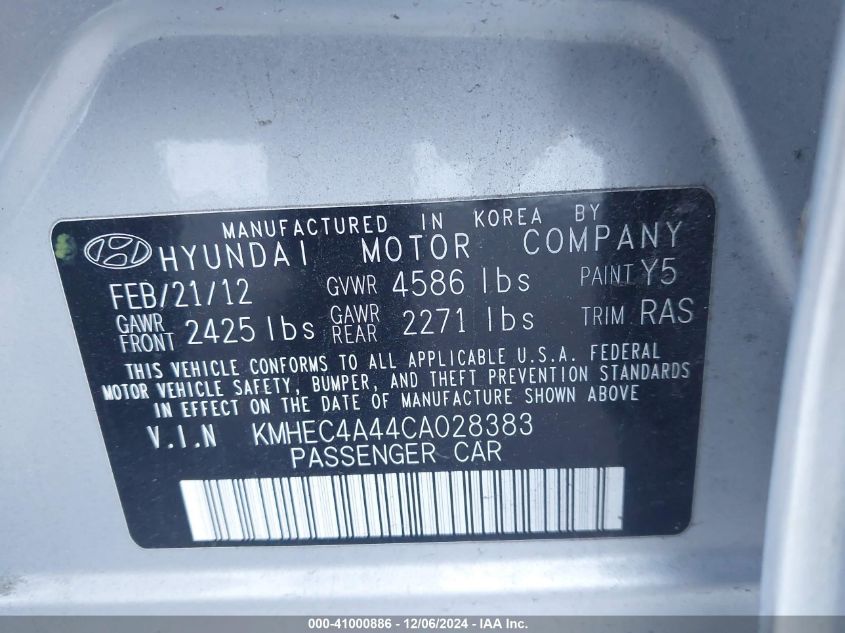 MANUFACTURED IN KOREA BY
HYUNDAI MOTOR COMPANY
FEB/21/12 GVWR 4586 lbs PAINT Y5
GAWR FRONT 2425 lbs GAWR REAR 2271 lbs TRIM RAS
THIS VEHICLE CONFORMS TO ALL APPLICABLE U.S.A. FEDERAL
MOTOR VEHICLE SAFETY, BUMPER, AND THEFT PREVENTION STANDARDS
IN EFFECT ON THE DATE OF MANUFACTURE SHOWN ABOVE
V.I.N KMHEC4A44CA028383
PASSENGER CAR
000-41000886 - 12/06/2024 - IAA Inc.